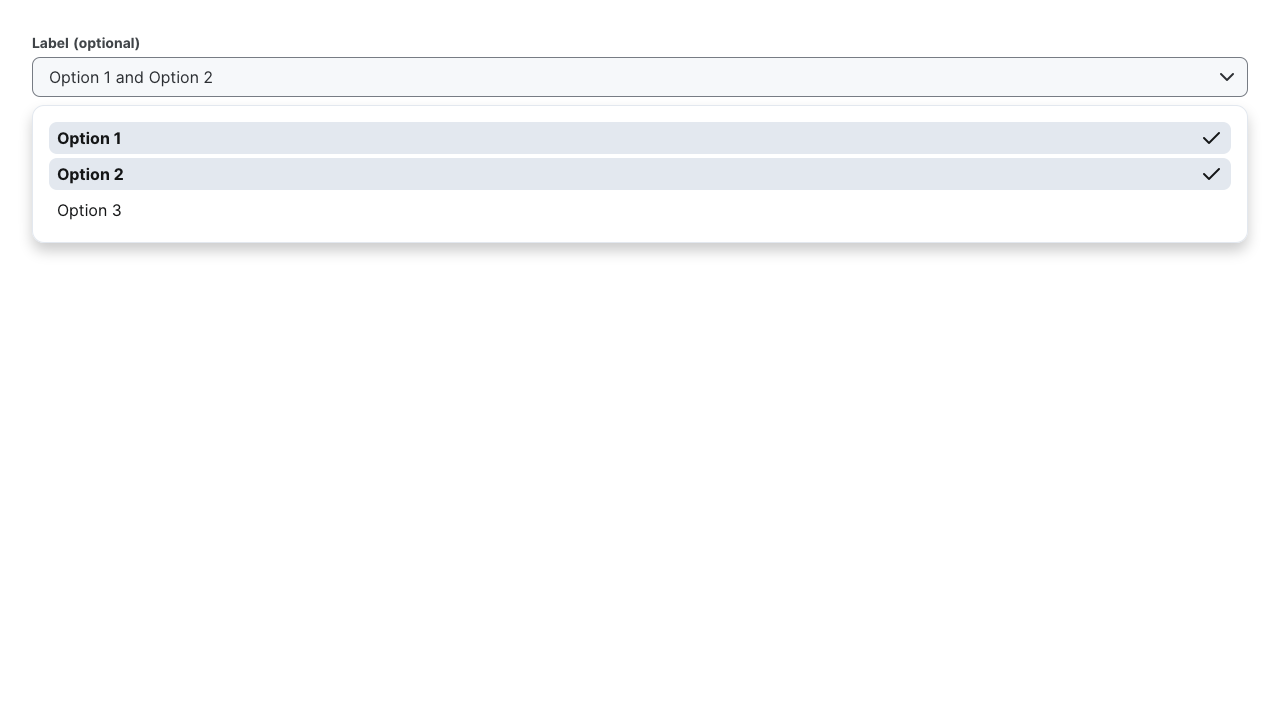 Label (optional)
Option 1 and Option 2
Option 1
Option 2
Option 3